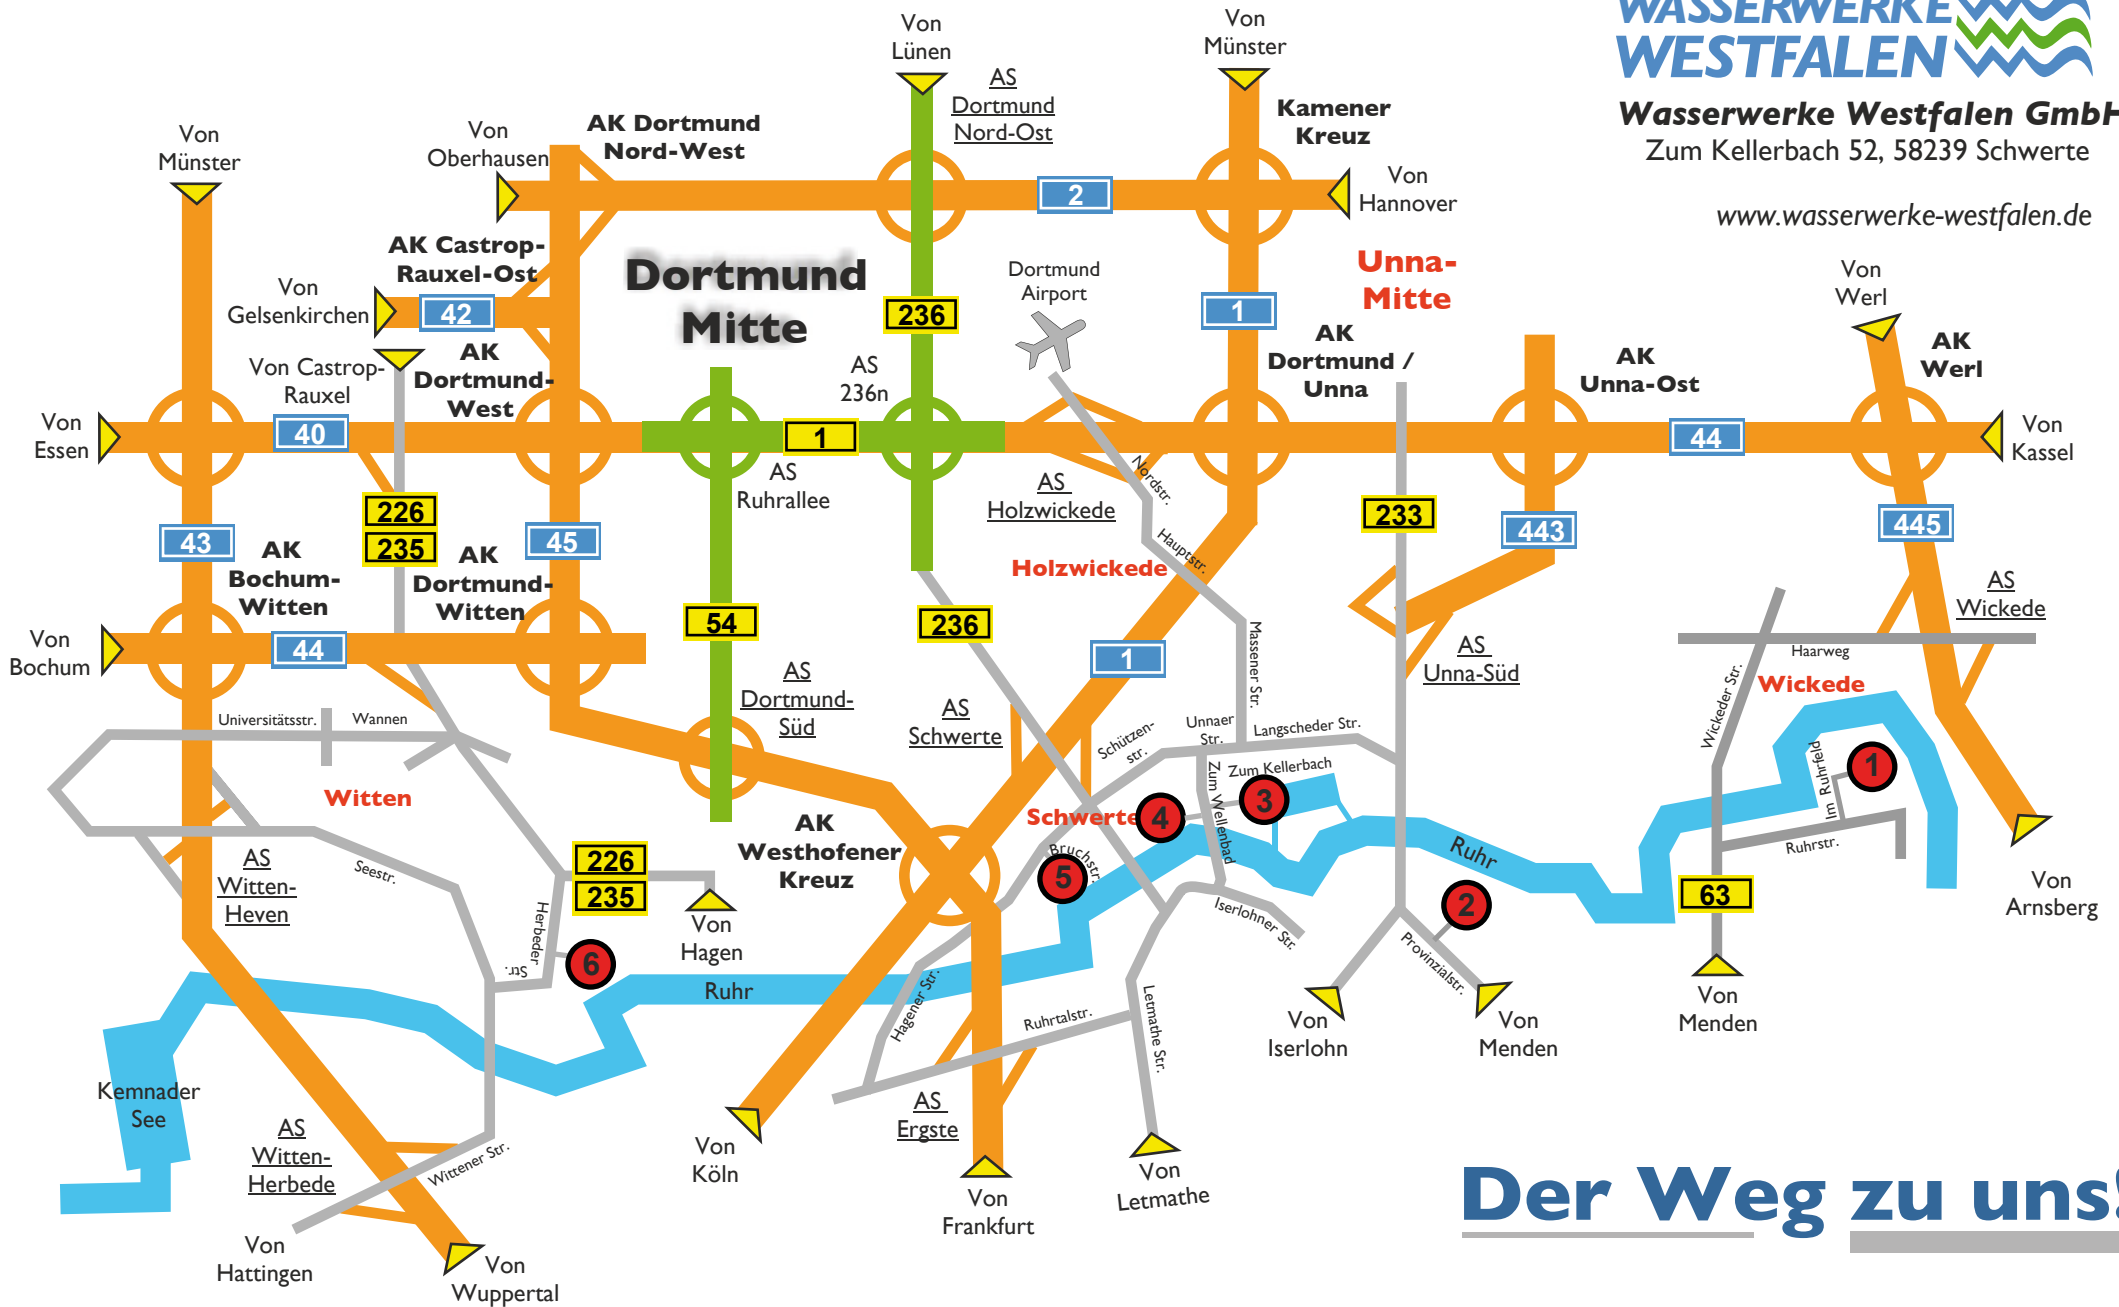 WASSERWERKE
WESTFALEN
Wasserwerke Westfalen GmbH
Zum Kellerbach 52, 58239 Schwerte
www.wasserwerke-westfalen.de
Von
Lünen
Von
Münster
AS
Dortmund
Nord-Ost
Kamener
Kreuz
Von
Münster
Von
Oberhausen
AK Dortmund
Nord-West
2
Von
Hannover
AK Castrop-
Rauxel-Ost
Dortmund
Mitte
Dortmund
Airport
Unna-
Mitte
Von
Werl
Von
Gelsenkirchen
42
236
1
Von Castrop-
Rauxel
AK
Dortmund-
West
AS
236n
AK
Dortmund /
Unna
AK
Unna-Ost
AK
Werl
Von
Essen
40
1
44
Von
Kassel
AS
Ruhrallee
AS
Holzwickede
Nordstr.
226
235
233
443
445
43
45
AK
Bochum-
Witten
AK
Dortmund-
Witten
Holzwickede
Hauptstr.
AS
Wickede
54
236
Von
Bochum
44
1
Massener Str.
AS
Unna-Süd
Haarweg
Wickeder Str.
Wickede
AS
Dortmund-
Süd
AS
Schwerte
Universitätsstr.
Wannen
Schützen-
str.
Unnaer
Str.
Langscheder Str.
Zum Kellerbach
Zum Wellenbad
Im Ruhrfeld
1
Witten
Schwerte
4
3
AK
Westhofener
Kreuz
Bruchstr.
5
Ruhr
Ruhrstr.
AS
Witten-
Heven
Seestr.
226
235
Von
Hagen
Herbeder
Str.
6
Iserlohner Str.
2
Provinzialstr.
63
Von
Arnsberg
Ruhr
Hagener Str.
Ruhrtalstr.
Letmathe Str.
Von
Iserlohn
Von
Menden
Von
Menden
Kemnader
See
AS
Witten-
Herbede
Wittener Str.
AS
Ergste
Von
Köln
Von
Letmathe
Von
Frankfurt
Von
Hattingen
Von
Wuppertal
Der Weg zu uns!